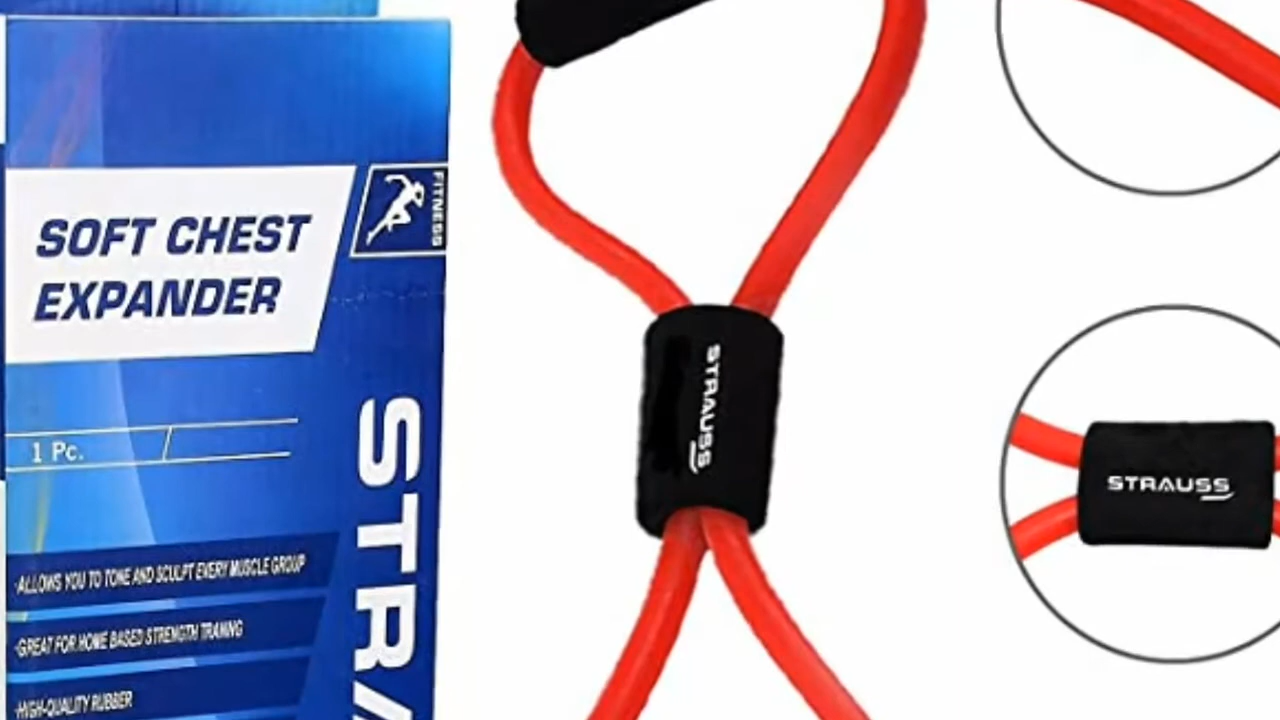 SOFT CHEST
EXPANDER
FITNESS
1 Pc.
STRA
·ALLOWS YOU TO TONE AND SCULPT EVERY MUSCLE GROUP
·GREAT FOR HOME BASED STRENGTH TRANING
·HIGH-QUALITY RUBBER
STRAUSS
STRAUSS